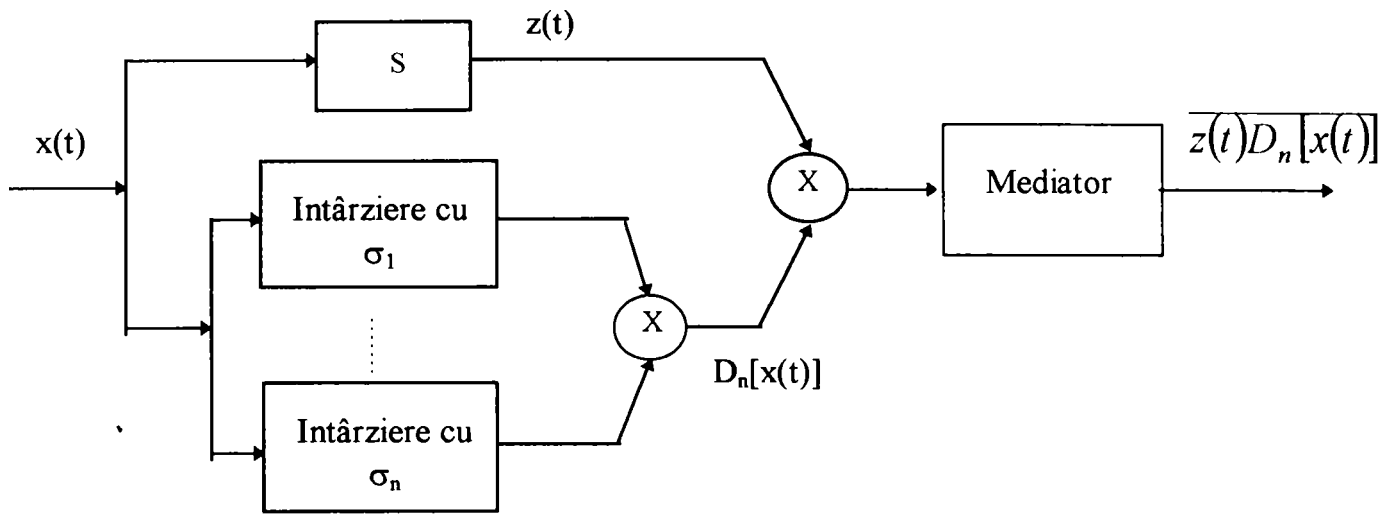 z(t)
S
x(t)
z(t)Dₙ[x(t)]
X
Mediator
Intârziere cu
σ₁
X
Dₙ[x(t)]
Intârziere cu
σₙ